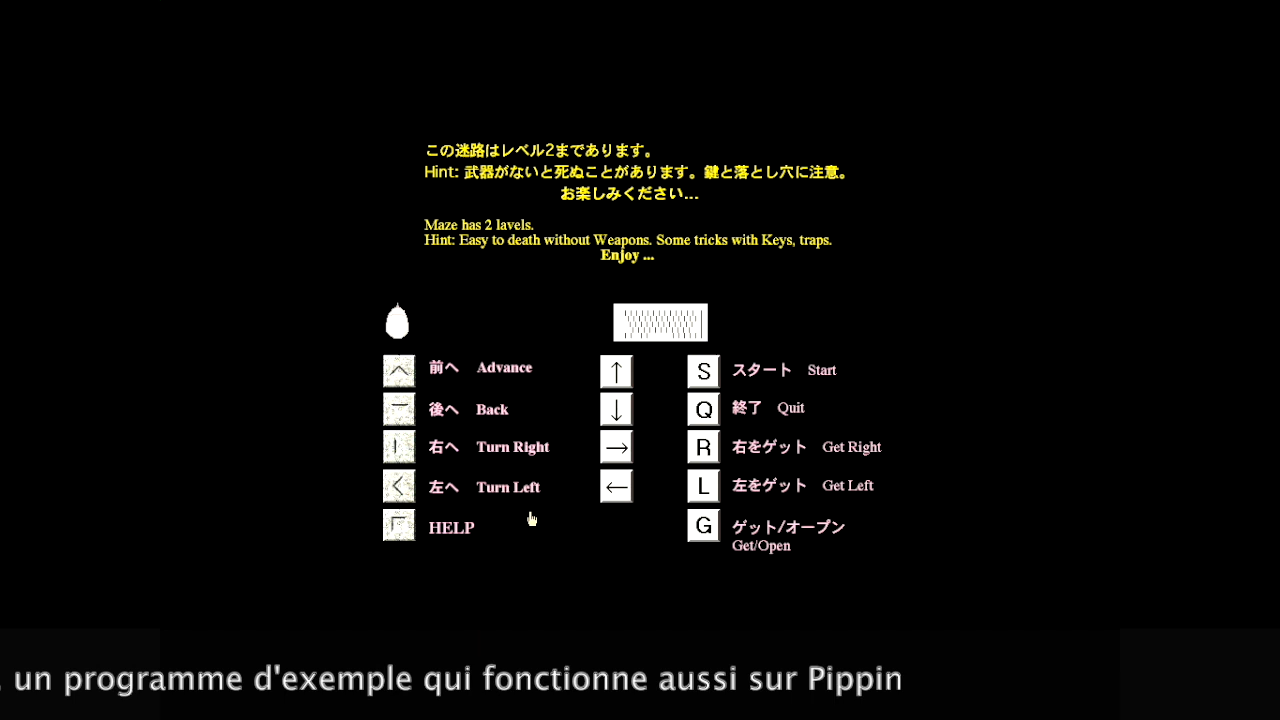 この迷路はレベル2まであります。
Hint: 武器がないと死ぬことがあります。鍵と落とし穴に注意。
お楽しみください...
Maze has 2 lavels.
Hint: Easy to death without Weapons. Some tricks with Keys, traps.
Enjoy ...
前へ Advance ↑ S スタート Start
後へ Back ↓ Q 終了 Quit
右へ Turn Right → R 右をゲット Get Right
左へ Turn Left ← L 左をゲット Get Left
HELP G ゲット/オープン
Get/Open
, un programme d'exemple qui fonctionne aussi sur Pippin